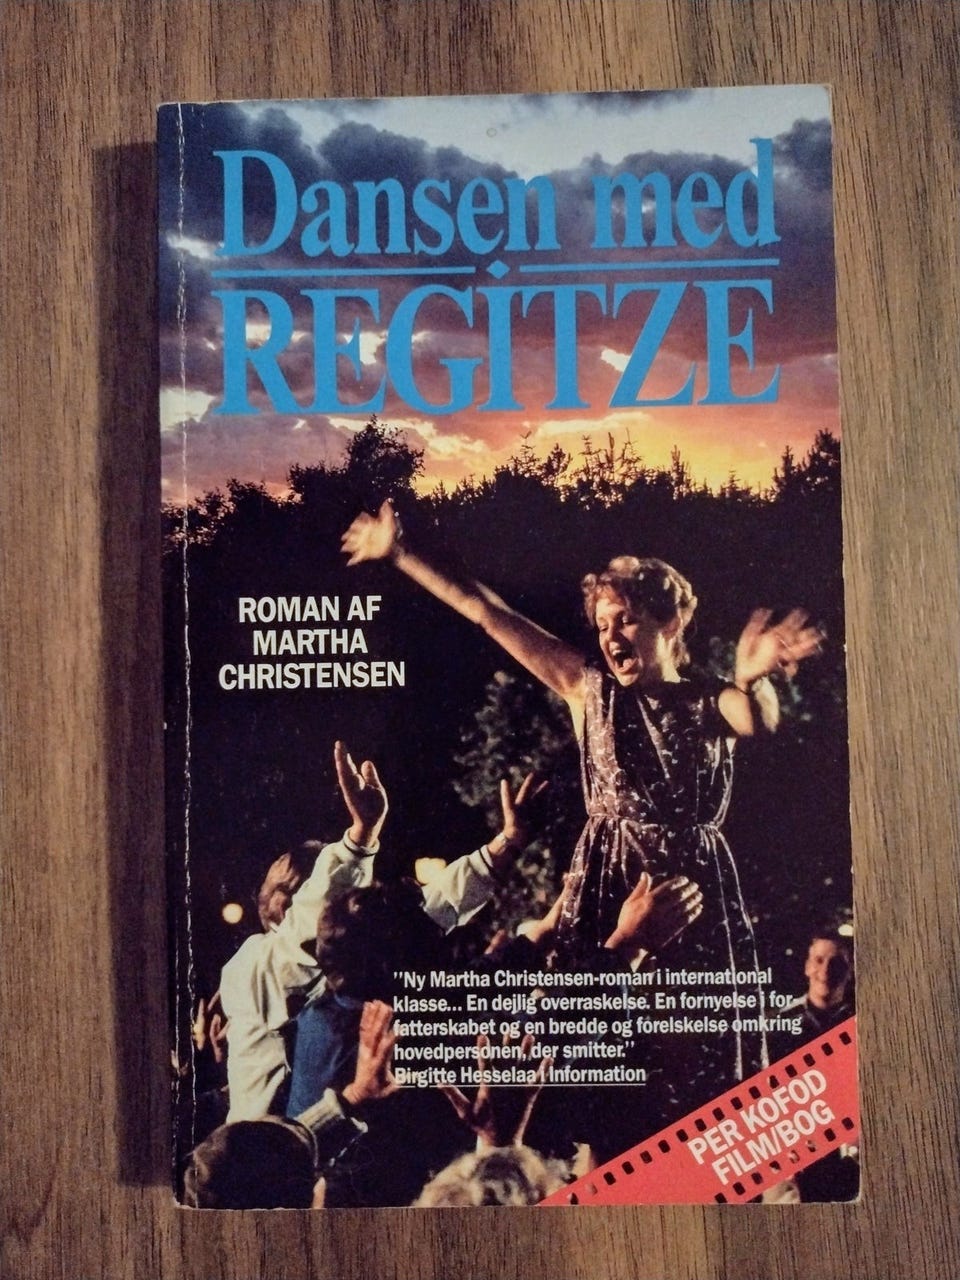 Dansen med
REGITZE
ROMAN AF
MARTHA
CHRISTENSEN
"Ny Martha Christensen-roman i international
klasse... En dejlig overraskelse. En fornyelse i for-
fatterskabet og en bredde og forelskelse omkring
hovedpersonen, der smitter."
Birgitte Hesselaa i Information
PER KOFOD
FILM/BOG